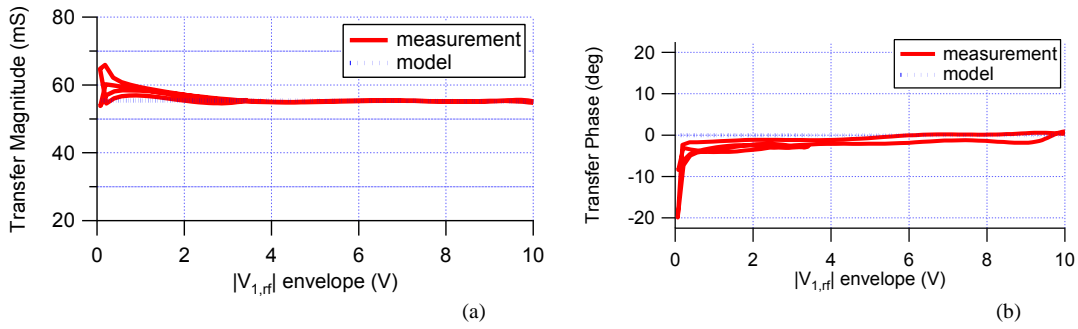 Transfer Magnitude (mS)
80
60
40
20
0
2
4
6
8
10
|V1,rf| envelope (V)
measurement
model
(a)
Transfer Phase (deg)
20
10
0
-10
-20
0
2
4
6
8
10
|V1,rf| envelope (V)
measurement
model
(b)